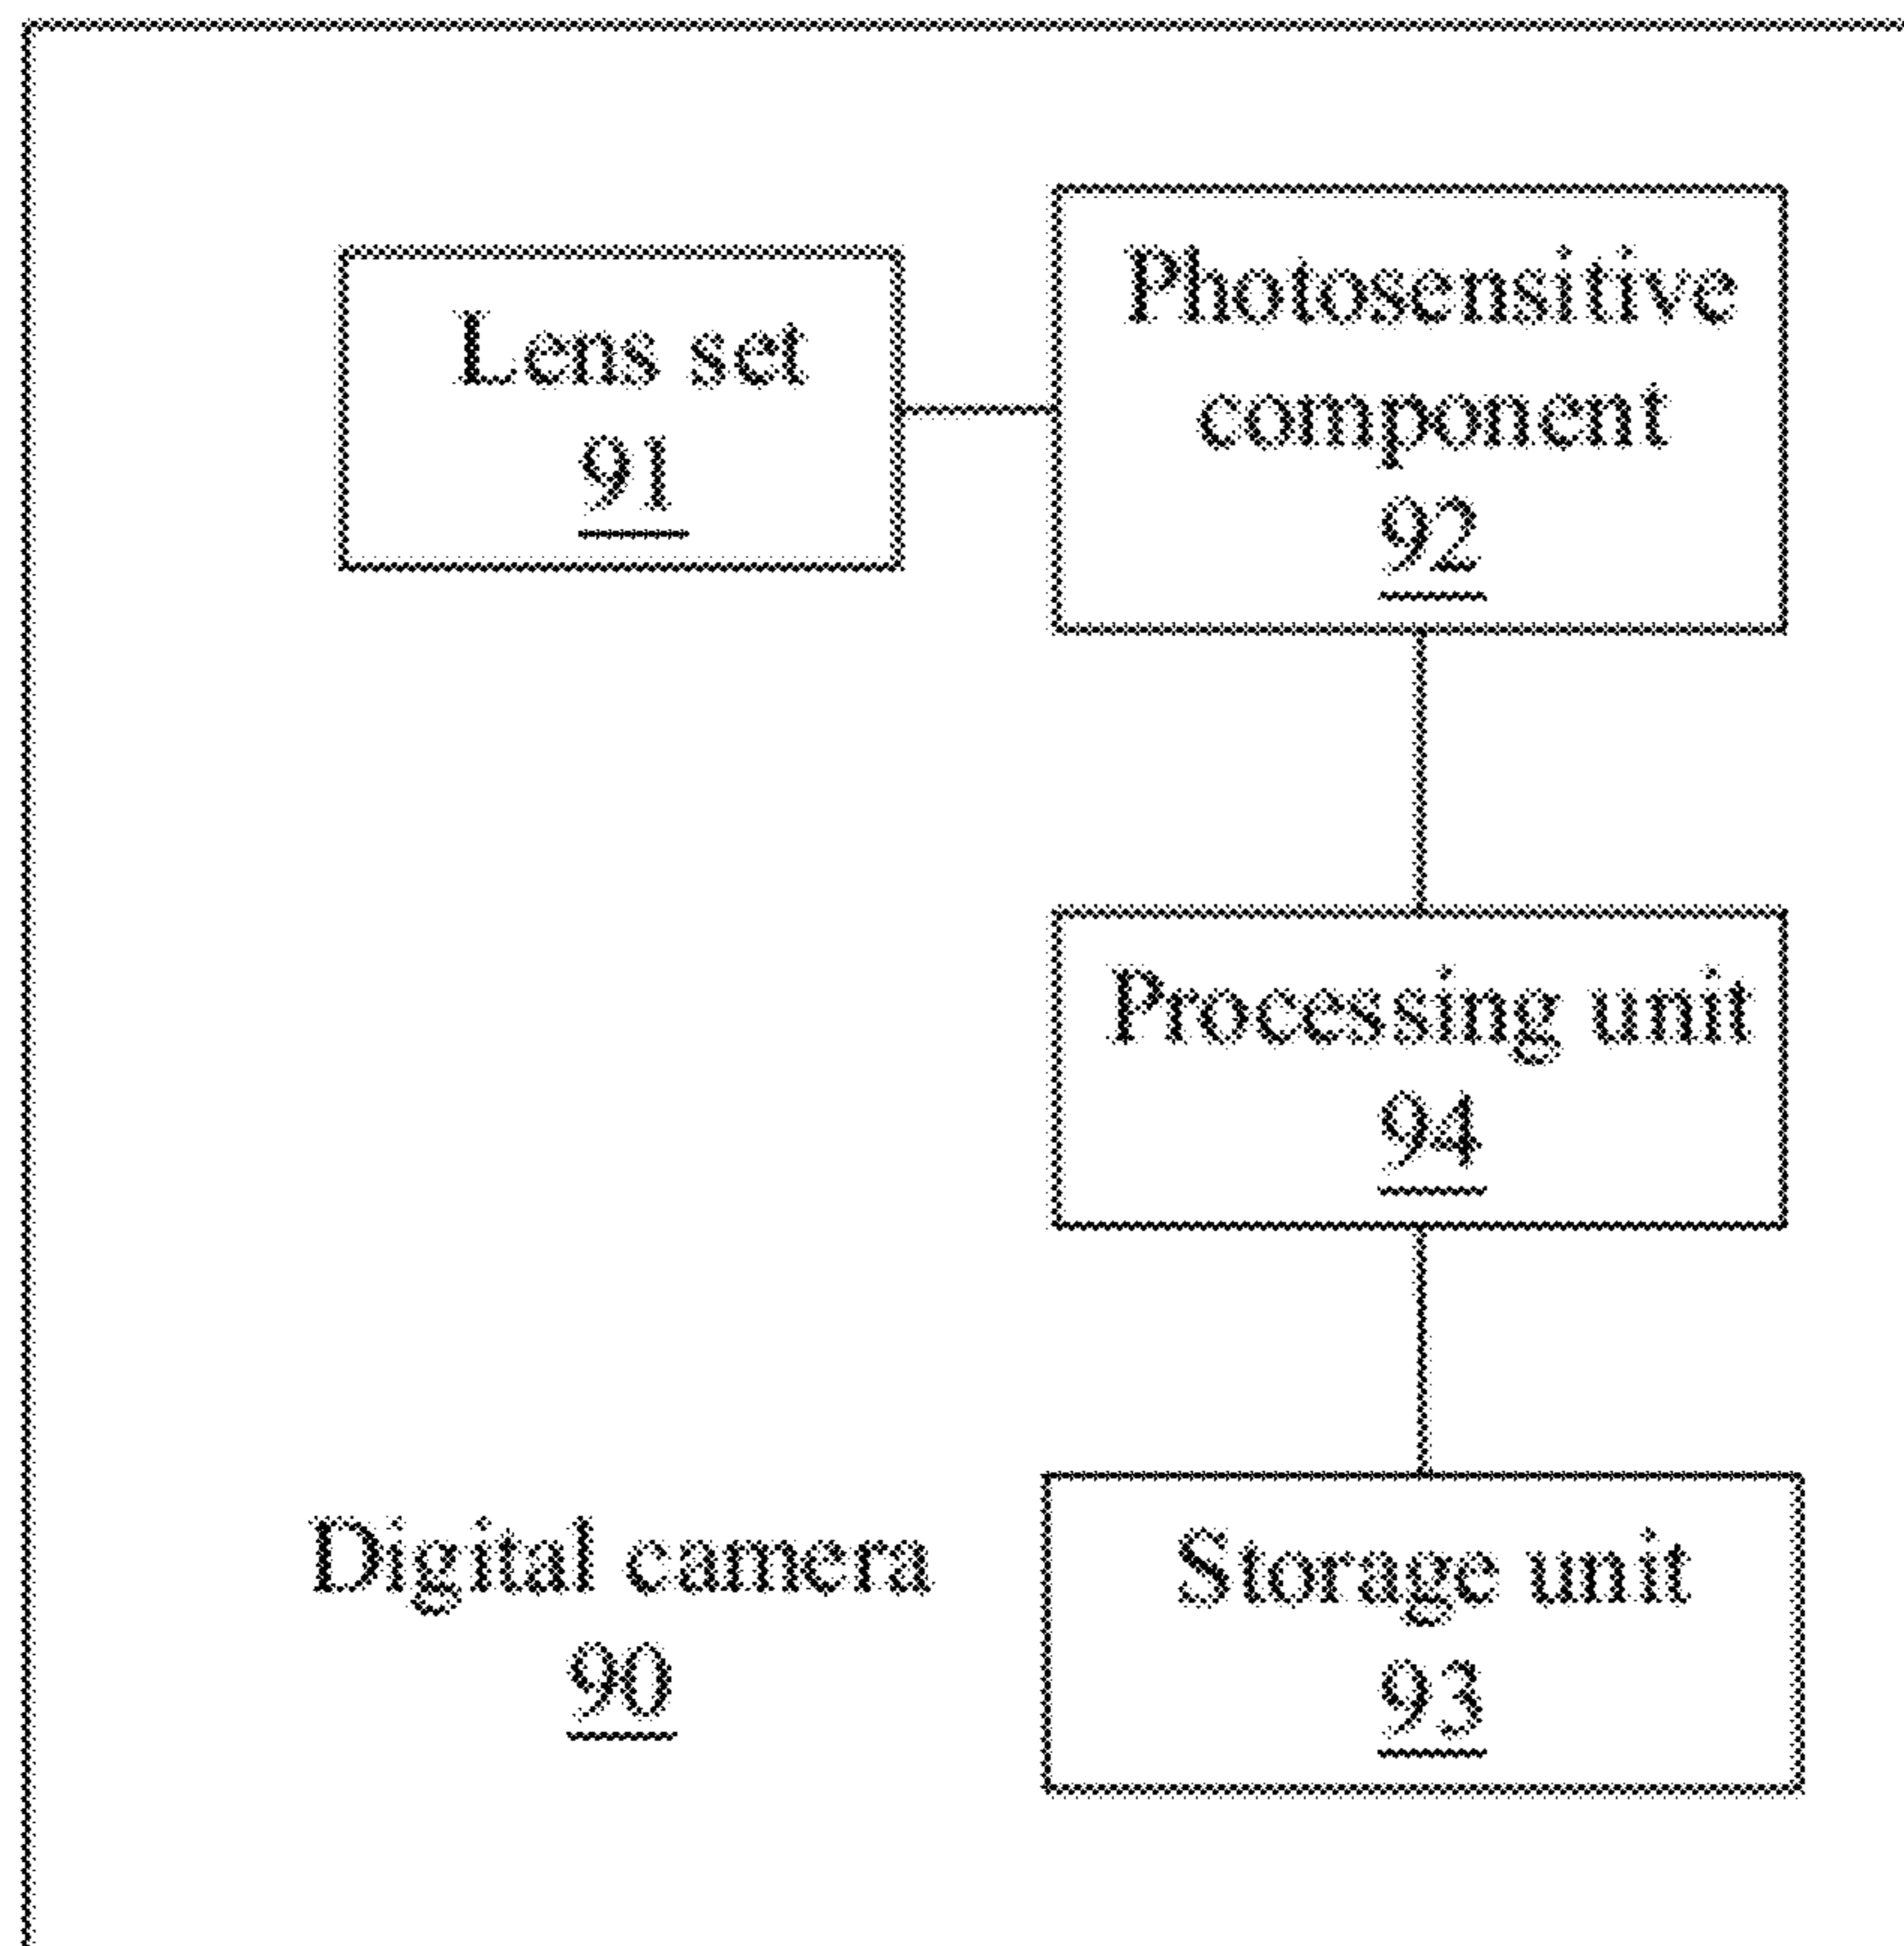 Lens set
91
Photosensitive
component
92
Processing unit
94
Digital camera
90
Storage unit
93